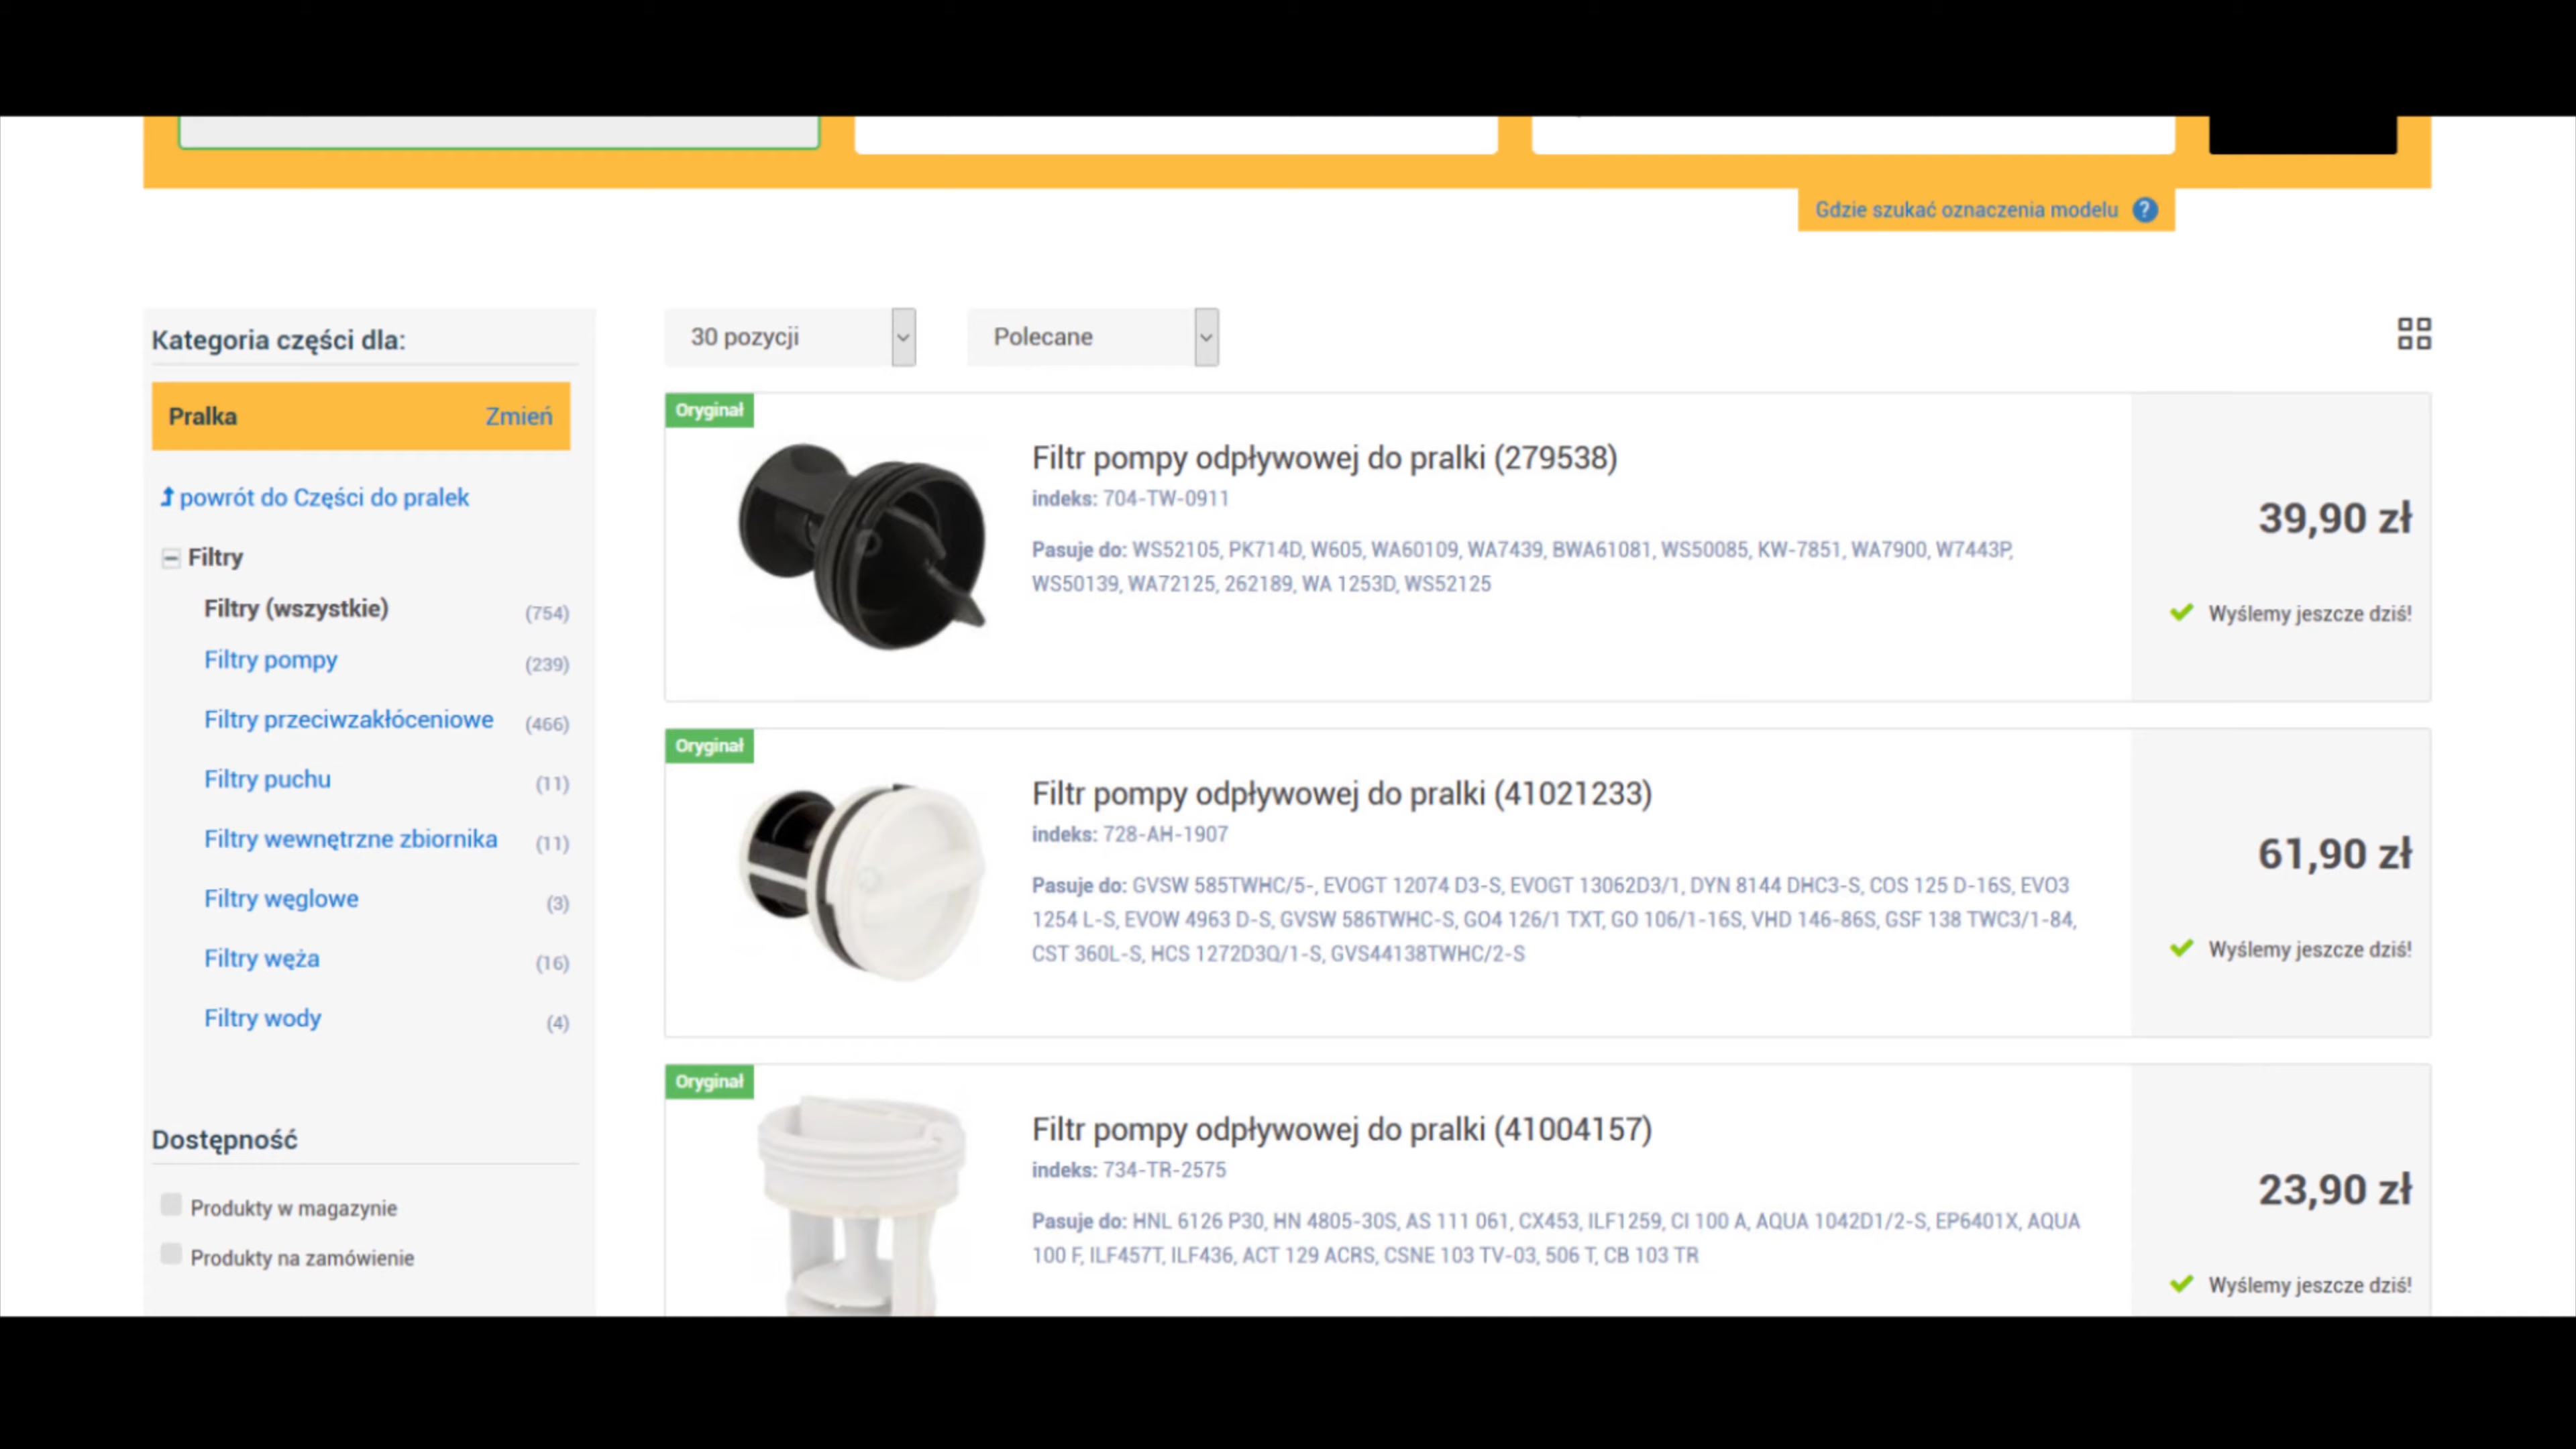 Gdzie szukać oznaczenia modelu ?
Kategoria części dla:
Pralka Zmień
powrót do Części do pralek
Filtry
Filtry (wszystkie) (754)
Filtry pompy (239)
Filtry przeciwzakłóceniowe (466)
Filtry puchu (11)
Filtry wewnętrzne zbiornika (11)
Filtry węglowe (3)
Filtry węża (16)
Filtry wody (4)
Dostępność
Produkty w magazynie
Produkty na zamówienie
30 pozycji
Polecane
Oryginał
Filtr pompy odpływowej do pralki (279538)
indeks: 704-TW-0911
Pasuje do: WS52105, PK714D, W605, WA60109, WA7439, BWA61081, WS50085, KW-7851, WA7900, W7443P,
WS50139, WA72125, 262189, WA 1253D, WS52125
39,90 zł
Wyślemy jeszcze dziś!
Oryginał
Filtr pompy odpływowej do pralki (41021233)
indeks: 728-AH-1907
Pasuje do: GVSW 585TWHC/5-, EVOGT 12074 D3-S, EVOGT 13062D3/1, DYN 8144 DHC3-S, COS 125 D-16S, EVO3
1254 L-S, EVOW 4963 D-S, GVSW 586TWHC-S, GO4 126/1 TXT, GO 106/1-16S, VHD 146-86S, GSF 138 TWC3/1-84,
CST 360L-S, HCS 1272D3Q/1-S, GVS44138TWHC/2-S
61,90 zł
Wyślemy jeszcze dziś!
Oryginał
Filtr pompy odpływowej do pralki (41004157)
indeks: 734-TR-2575
Pasuje do: HNL 6126 P30, HN 4805-30S, AS 111 061, CX453, ILF1259, CI 100 A, AQUA 1042D1/2-S, EP6401X, AQUA
100 F, ILF457T, ILF436, ACT 129 ACRS, CSNE 103 TV-03, 506 T, CB 103 TR
23,90 zł
Wyślemy jeszcze dziś!